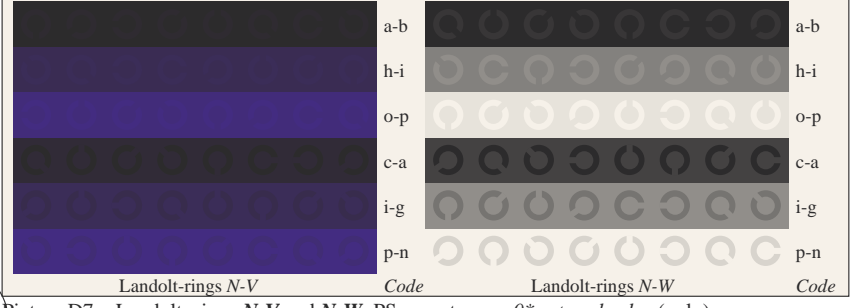 a-b a-b
h-i h-i
o-p o-p
c-a c-a
i-g i-g
p-n p-n
Landolt-rings N-V Code Landolt-rings N-W Code